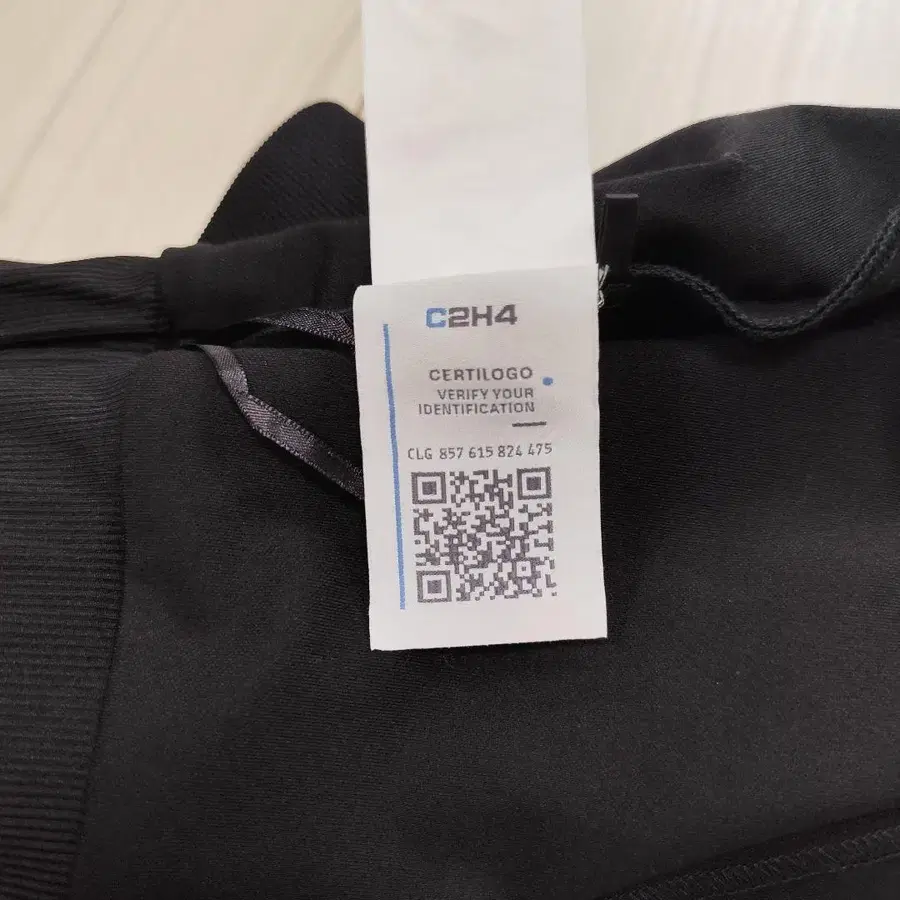 C2H4
CERTILOGO
VERIFY YOUR
IDENTIFICATION
CLG 857 615 824 475